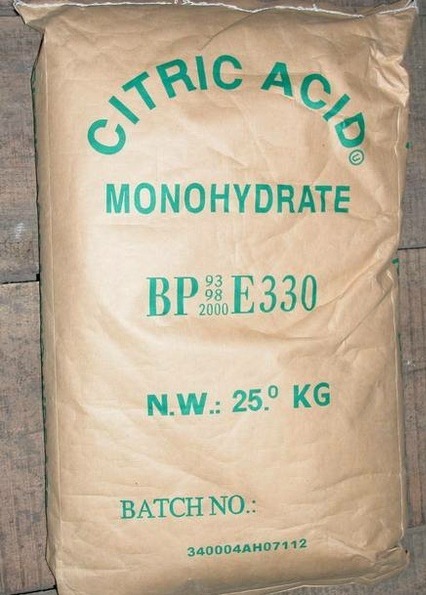 CITRIC ACID
MONOHYDRATE
BP 93 98 2000 E330
N.W.: 25.0 KG
BATCH NO.:
340004AH07112